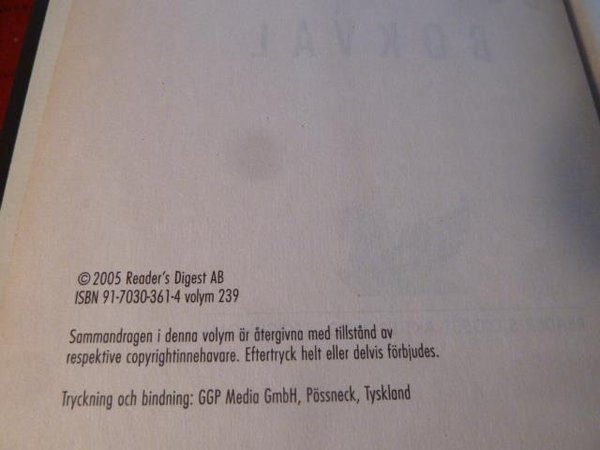 BOKVAL
© 2005 Reader's Digest AB
ISBN 91-7030-361-4 volym 239
Sammandragen i denna volym är återgivna med tillstånd av
respektive copyrightinnehavare. Eftertryck helt eller delvis förbjudes.
Tryckning och bindning: GGP Media GmbH, Pössneck, Tyskland